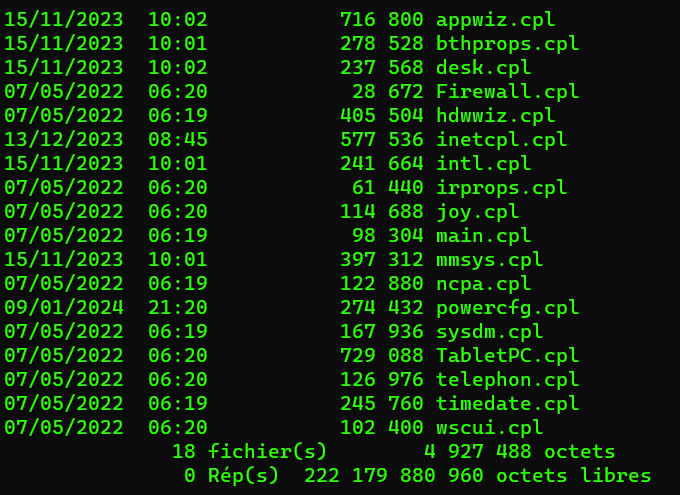 15/11/2023  10:02           716 800 appwiz.cpl
15/11/2023  10:01           278 528 bthprops.cpl
15/11/2023  10:02           237 568 desk.cpl
07/05/2022  06:20            28 672 Firewall.cpl
07/05/2022  06:19           405 504 hdwwiz.cpl
13/12/2023  08:45           577 536 inetcpl.cpl
15/11/2023  10:01           241 664 intl.cpl
07/05/2022  06:20            61 440 irprops.cpl
07/05/2022  06:20           114 688 joy.cpl
07/05/2022  06:19            98 304 main.cpl
15/11/2023  10:01           397 312 mmsys.cpl
07/05/2022  06:19           122 880 ncpa.cpl
09/01/2024  21:20           274 432 powercfg.cpl
07/05/2022  06:19           167 936 sysdm.cpl
07/05/2022  06:20           729 088 TabletPC.cpl
07/05/2022  06:20           126 976 telephon.cpl
07/05/2022  06:19           245 760 timedate.cpl
07/05/2022  06:20           102 400 wscui.cpl
              18 fichier(s)        4 927 488 octets
               0 Rép(s)  222 179 880 960 octets libres